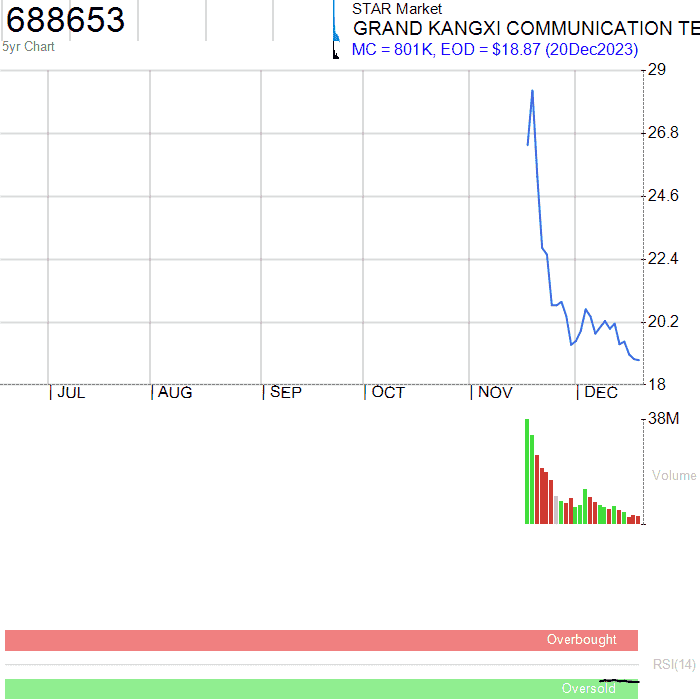 688653
5yr Chart
STAR Market
GRAND KANGXI COMMUNICATION TE
MC = 801K, EOD = $18.87 (20Dec2023)
29
26.8
24.6
22.4
20.2
18
JUL
AUG
SEP
OCT
NOV
DEC
38M
Volume
Overbought
RSI(14)
Oversold